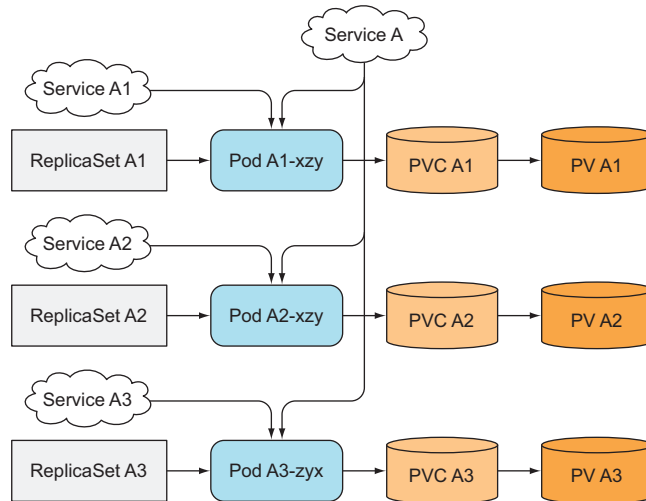 Service A
Service A1
ReplicaSet A1
Pod A1-xzy
PVC A1
PV A1
Service A2
ReplicaSet A2
Pod A2-xzy
PVC A2
PV A2
Service A3
ReplicaSet A3
Pod A3-zyx
PVC A3
PV A3